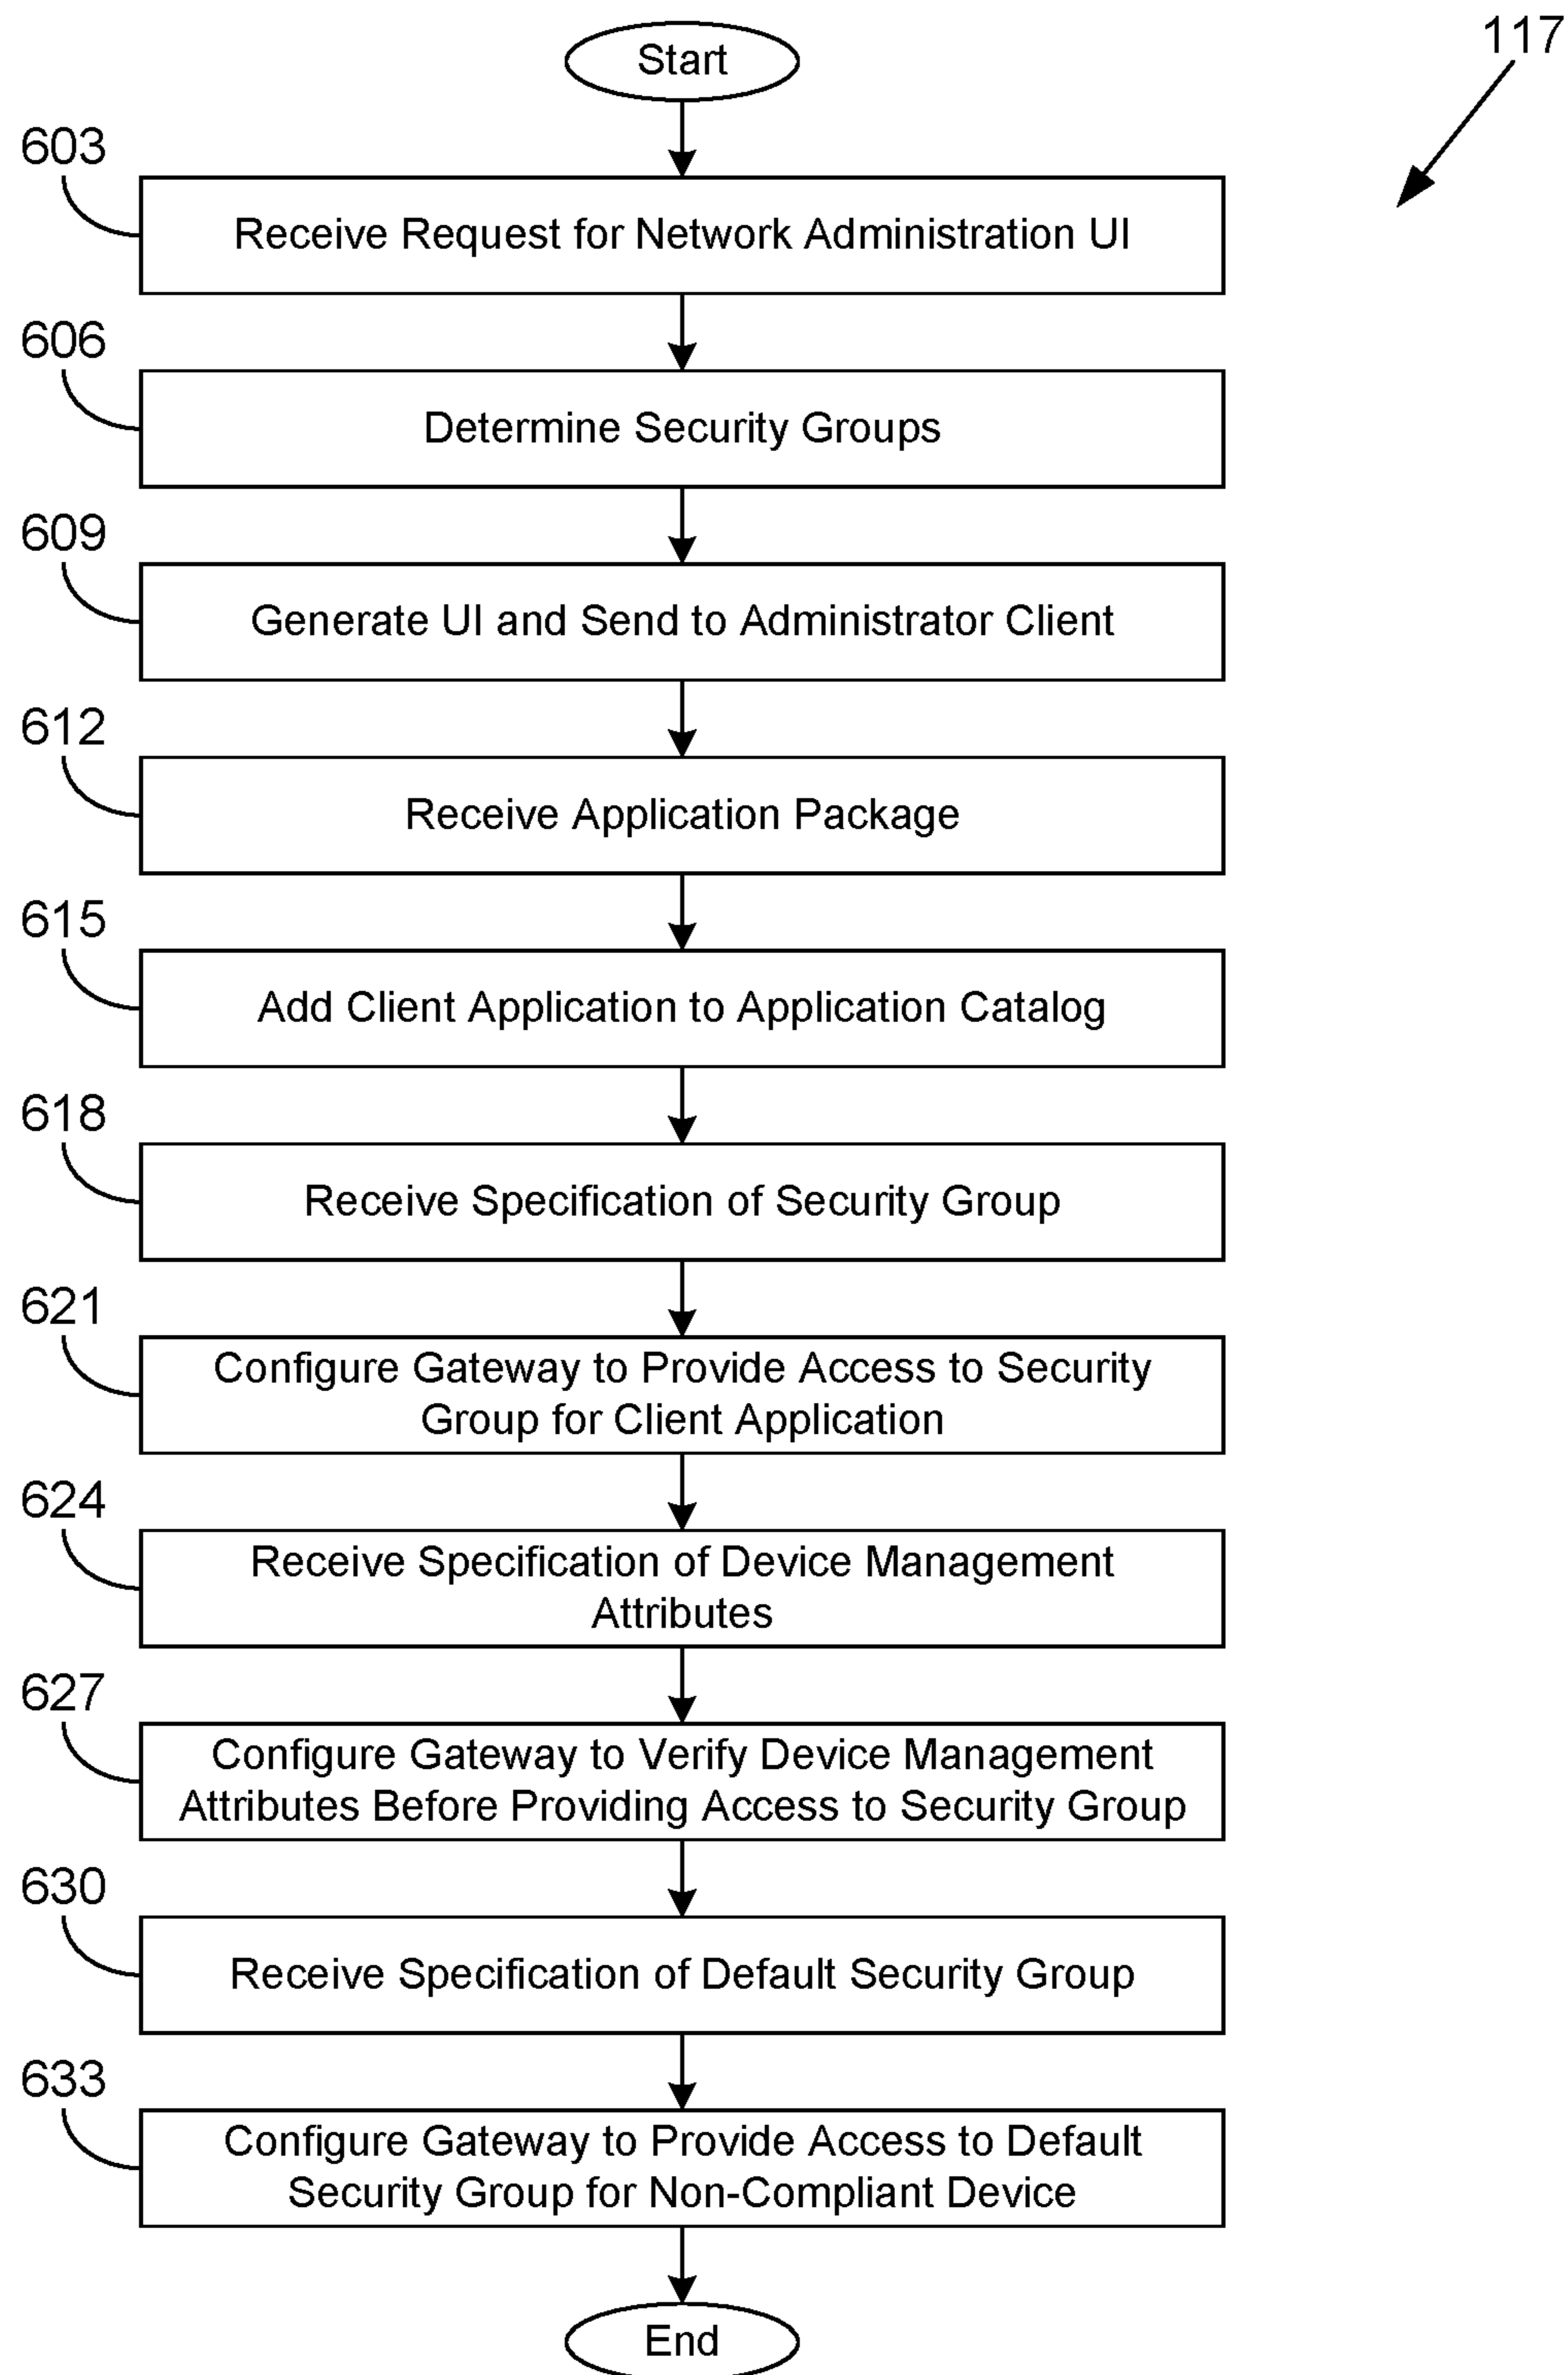 117
Start
603
Receive Request for Network Administration UI
606
Determine Security Groups
609
Generate UI and Send to Administrator Client
612
Receive Application Package
615
Add Client Application to Application Catalog
618
Receive Specification of Security Group
621
Configure Gateway to Provide Access to Security
Group for Client Application
624
Receive Specification of Device Management
Attributes
627
Configure Gateway to Verify Device Management
Attributes Before Providing Access to Security Group
630
Receive Specification of Default Security Group
633
Configure Gateway to Provide Access to Default
Security Group for Non-Compliant Device
End